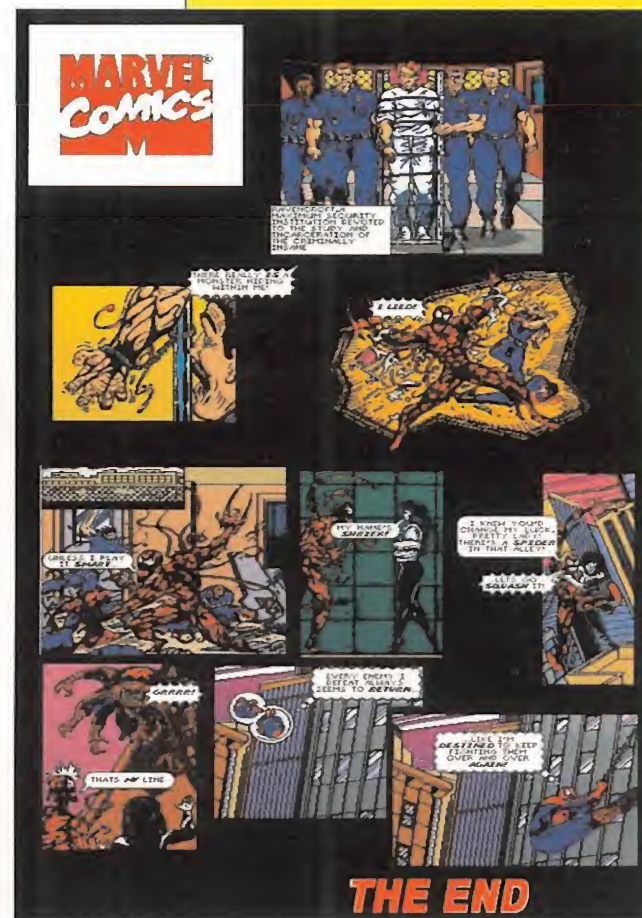 MARVEL
COMICS
M
RAVENCROFT, A
MAXIMUM SECURITY
INSTITUTION DEVOTED
TO THE STUDY AND
INCARCERATION OF
THE CRIMINALLY
INSANE
THERE REALLY IS A
MONSTER HIDING
WITHIN ME!
I LIED!
UNLESS I PLAY
IT SMART.
MY NAME'S
SHRIEK!
I KNEW YOU'D
CHANGE MY LUCK,
PRETTY LADY!
THERE'S A SPIDER
IN THAT ALLEY!
LETS GO
SQUASH IT!
GRRRR!
THATS MY LINE
EVERY ENEMY I
DEFEAT ALWAYS
SEEMS TO RETURN...
LIKE I'M
DESTINED TO KEEP
FIGHTING THEM
OVER AND OVER
AGAIN!
THE END